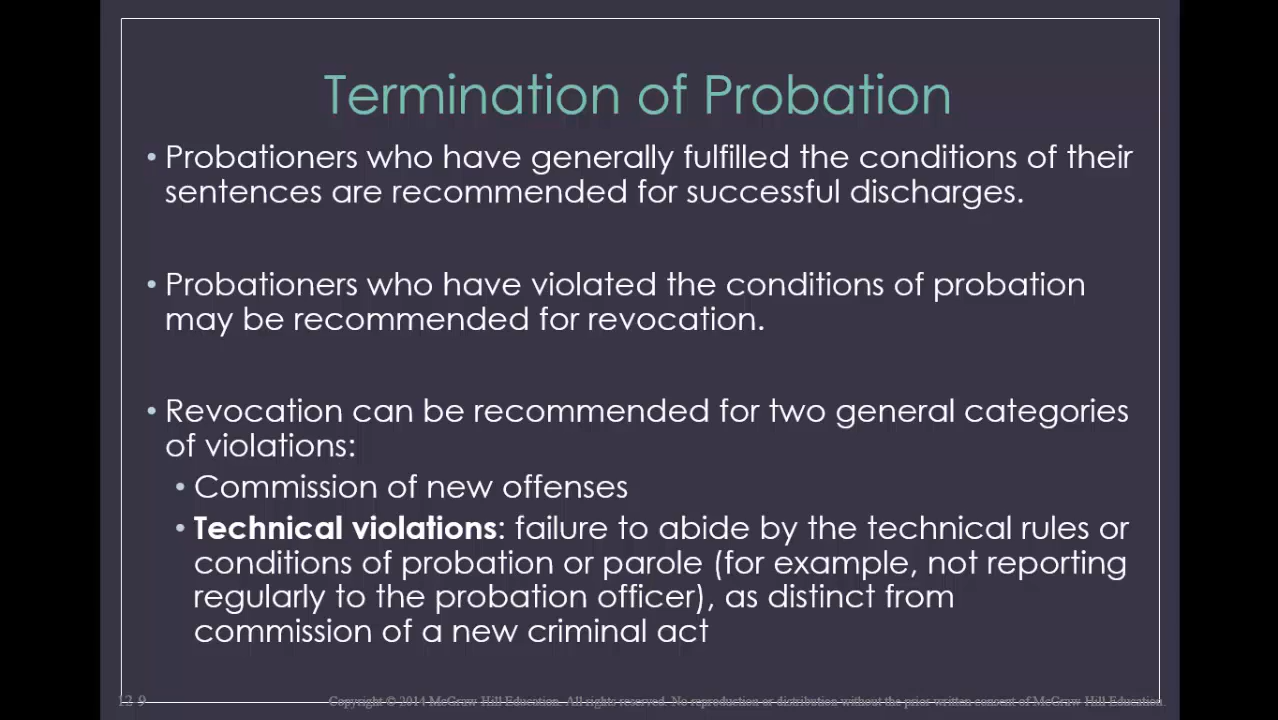 Termination of Probation
• Probationers who have generally fulfilled the conditions of their
sentences are recommended for successful discharges.
• Probationers who have violated the conditions of probation
may be recommended for revocation.
• Revocation can be recommended for two general categories
of violations:
• Commission of new offenses
• Technical violations: failure to abide by the technical rules or
conditions of probation or parole (for example, not reporting
regularly to the probation officer), as distinct from
commission of a new criminal act
12-9
Copyright © 2014 McGraw Hill Education. All rights reserved. No reproduction or distribution without the prior written consent of McGraw Hill Education.